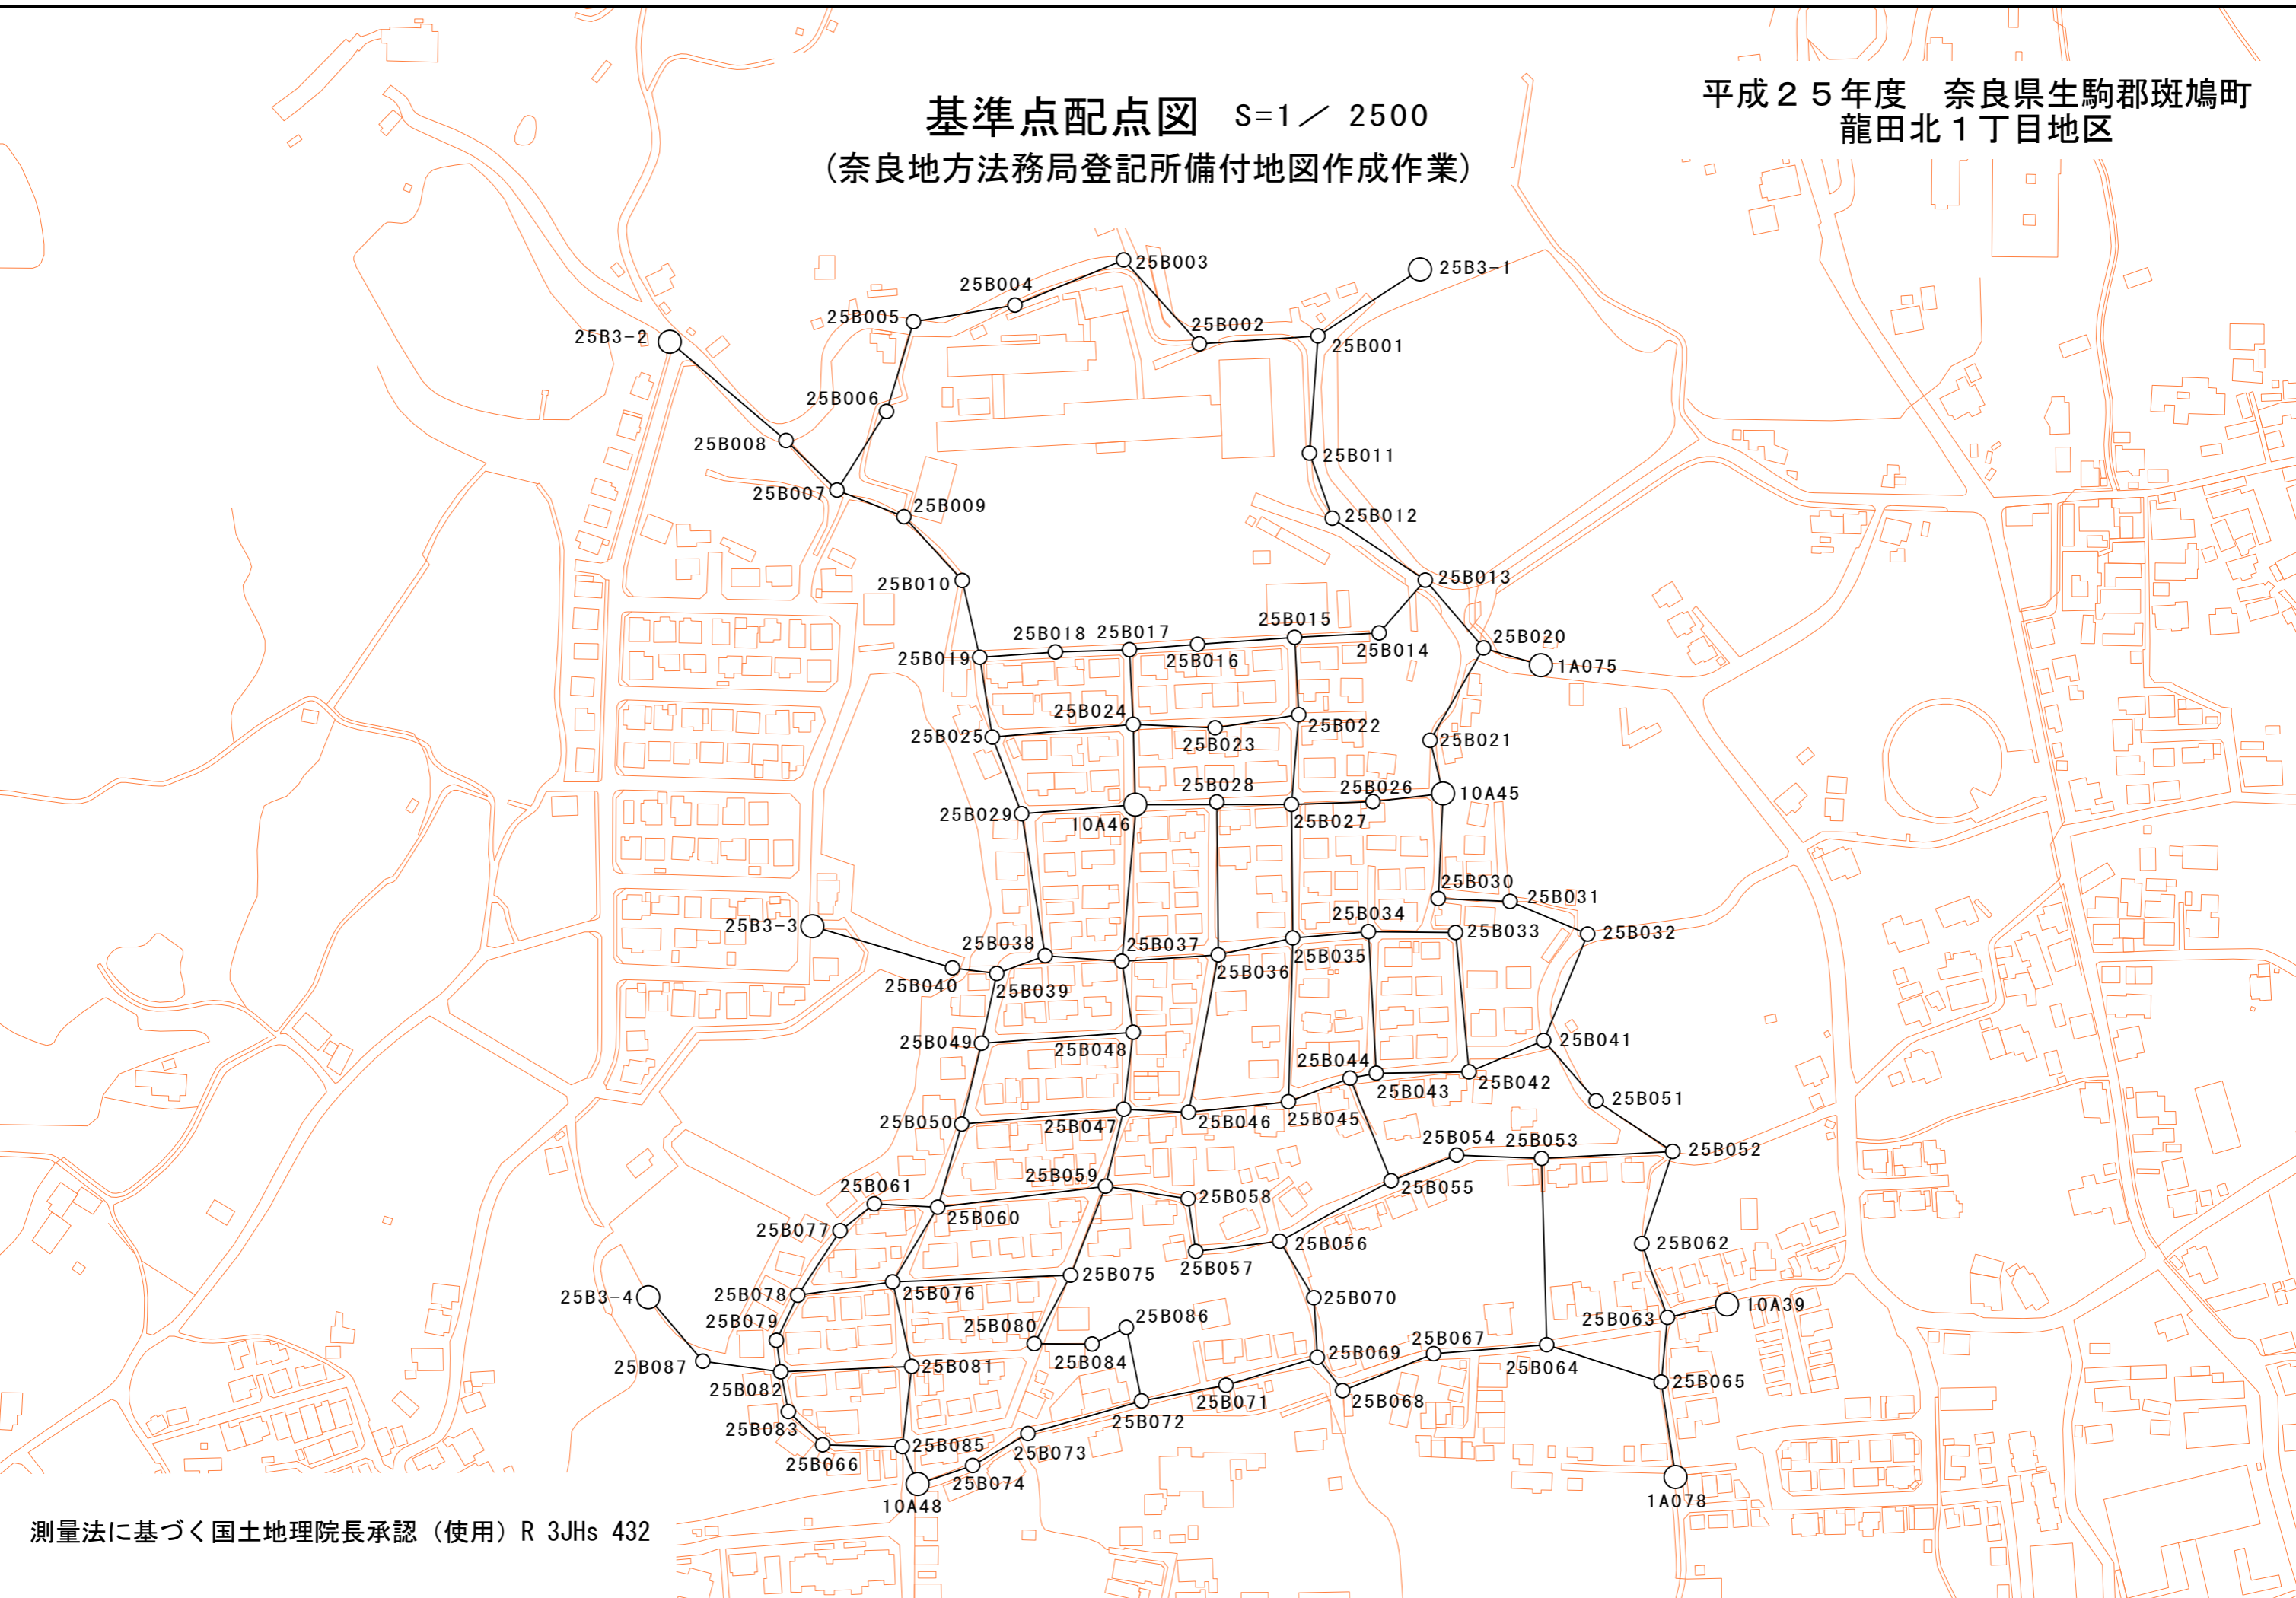 基準点配点図 S=1／ 2500
(奈良地方法務局登記所備付地図作成作業)
平成２５年度　奈良県生駒郡斑鳩町
龍田北１丁目地区
25B003
25B3-1
25B004
25B005
25B002
25B3-2
25B001
25B006
25B008
25B011
25B007
25B009
25B012
25B010
25B013
25B018
25B017
25B015
25B019
25B016
25B014
25B020
1A075
25B024
25B022
25B025
25B023
25B021
25B028
25B026
10A45
25B029
10A46
25B027
25B030
25B031
25B3-3
25B034
25B033
25B032
25B038
25B037
25B035
25B036
25B040
25B039
25B049
25B048
25B041
25B044
25B042
25B043
25B051
25B050
25B047
25B046
25B045
25B054
25B053
25B052
25B059
25B061
25B058
25B055
25B060
25B077
25B056
25B062
25B057
25B075
25B078
25B076
25B070
25B3-4
25B086
10A39
25B079
25B080
25B063
25B067
25B087
25B081
25B084
25B069
25B064
25B082
25B065
25B083
25B071
25B068
25B072
25B085
25B073
25B066
25B074
10A48
1A078
測量法に基づく国土地理院長承認（使用）R 3JHs 432